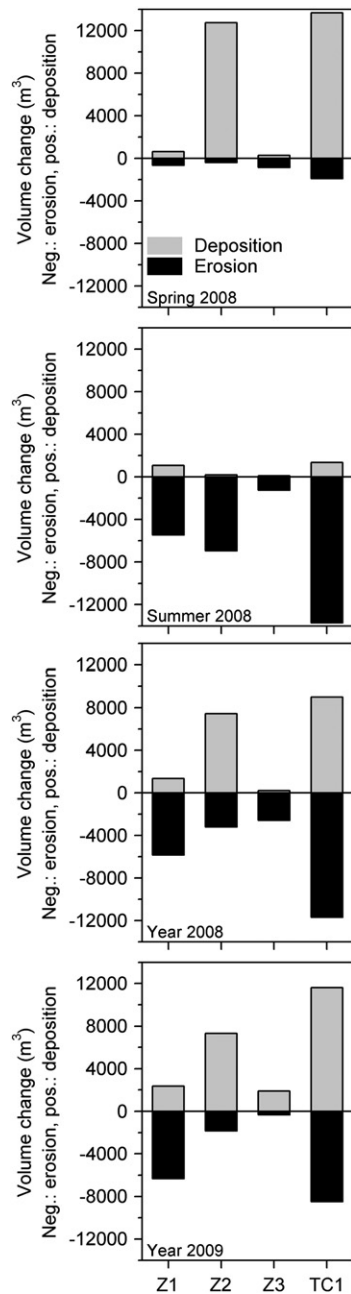 Volume change (m³)
Neg.: erosion, pos.: deposition
12000
8000
4000
0
-4000
-8000
-12000
Deposition
Erosion
Spring 2008
Volume change (m³)
Neg.: erosion, pos.: deposition
12000
8000
4000
0
-4000
-8000
-12000
Summer 2008
Volume change (m³)
Neg.: erosion, pos.: deposition
12000
8000
4000
0
-4000
-8000
-12000
Year 2008
Volume change (m³)
Neg.: erosion, pos.: deposition
12000
8000
4000
0
-4000
-8000
-12000
Year 2009
Z1 Z2 Z3 TC1